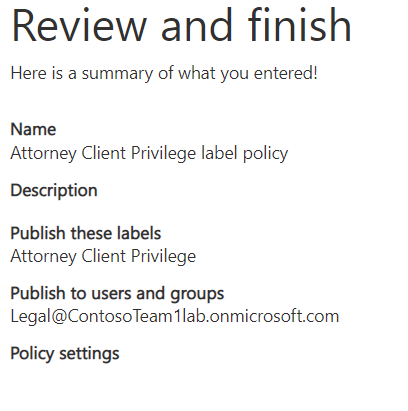 Review and finish
Here is a summary of what you entered!
Name
Attorney Client Privilege label policy
Description
Publish these labels
Attorney Client Privilege
Publish to users and groups
Legal@ContosoTeam1lab.onmicrosoft.com
Policy settings